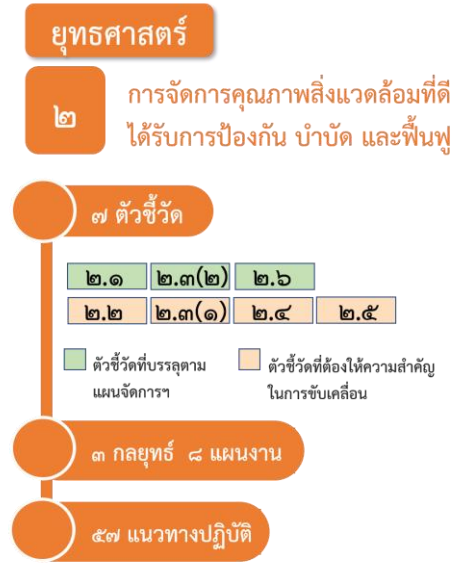 ยุทธศาสตร์
๒
การจัดการคุณภาพสิ่งแวดล้อมที่ดี
ได้รับการป้องกัน บำบัด และฟื้นฟู
๗ ตัวชี้วัด
๒.๑ ๒.๓(๒) ๒.๖
๒.๒ ๒.๓(๑) ๒.๔ ๒.๕
ตัวชี้วัดที่บรรลุตาม
แผนจัดการฯ
ตัวชี้วัดที่ต้องให้ความสำคัญ
ในการขับเคลื่อน
๓ กลยุทธ์ ๘ แผนงาน
๕๗ แนวทางปฏิบัติ